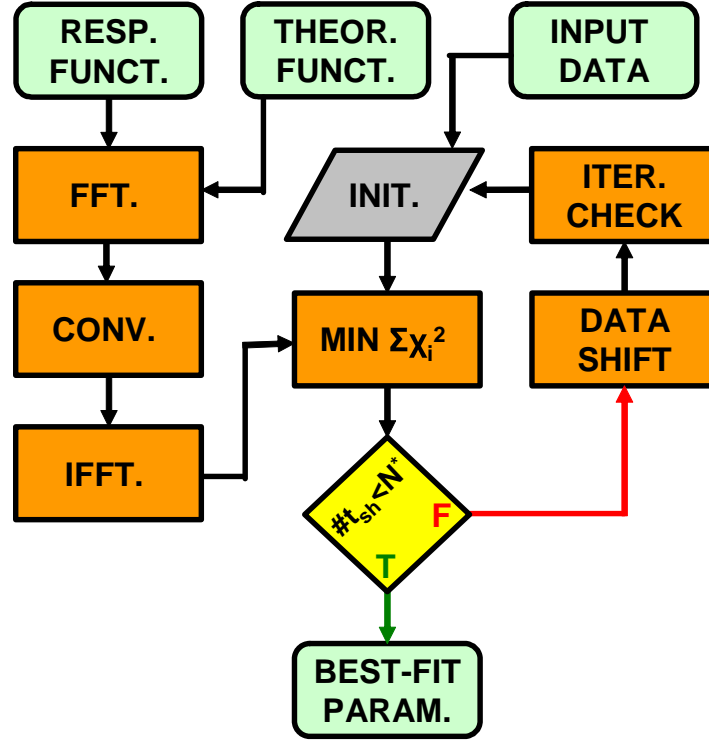 RESP.
FUNCT.
THEOR.
FUNCT.
INPUT
DATA
FFT.
INIT.
ITER.
CHECK
CONV.
MIN Σχᵢ²
DATA
SHIFT
IFFT.
#t_sh<N*
F
T
BEST-FIT
PARAM.